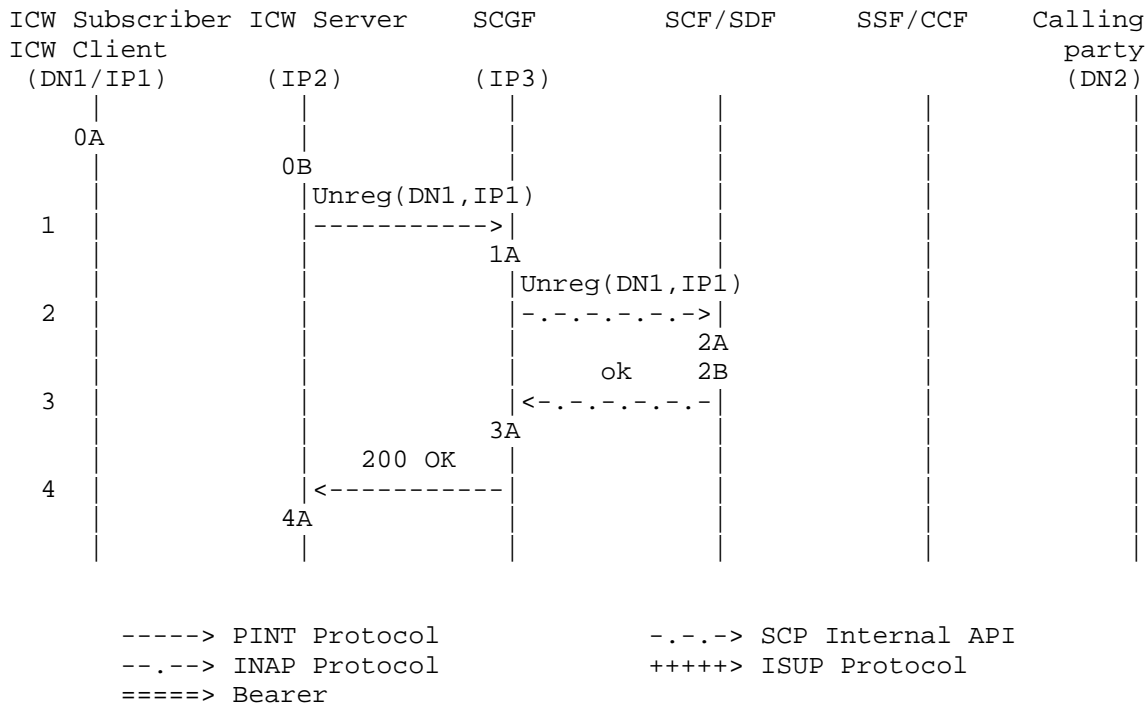 ICW Subscriber ICW Server SCGF SCF/SDF SSF/CCF Calling
ICW Client party
(DN1/IP1) (IP2) (IP3) (DN2)
0A
0B
Unreg(DN1,IP1)
1 ----------->
1A
Unreg(DN1,IP1)
2 -.-.-.-.-.->
2A
ok 2B
3 <-.-.-.-.-.-
3A
200 OK
4 <-----------
4A
-----> PINT Protocol -.-.-> SCP Internal API
--.--> INAP Protocol +++++> ISUP Protocol
=====> Bearer